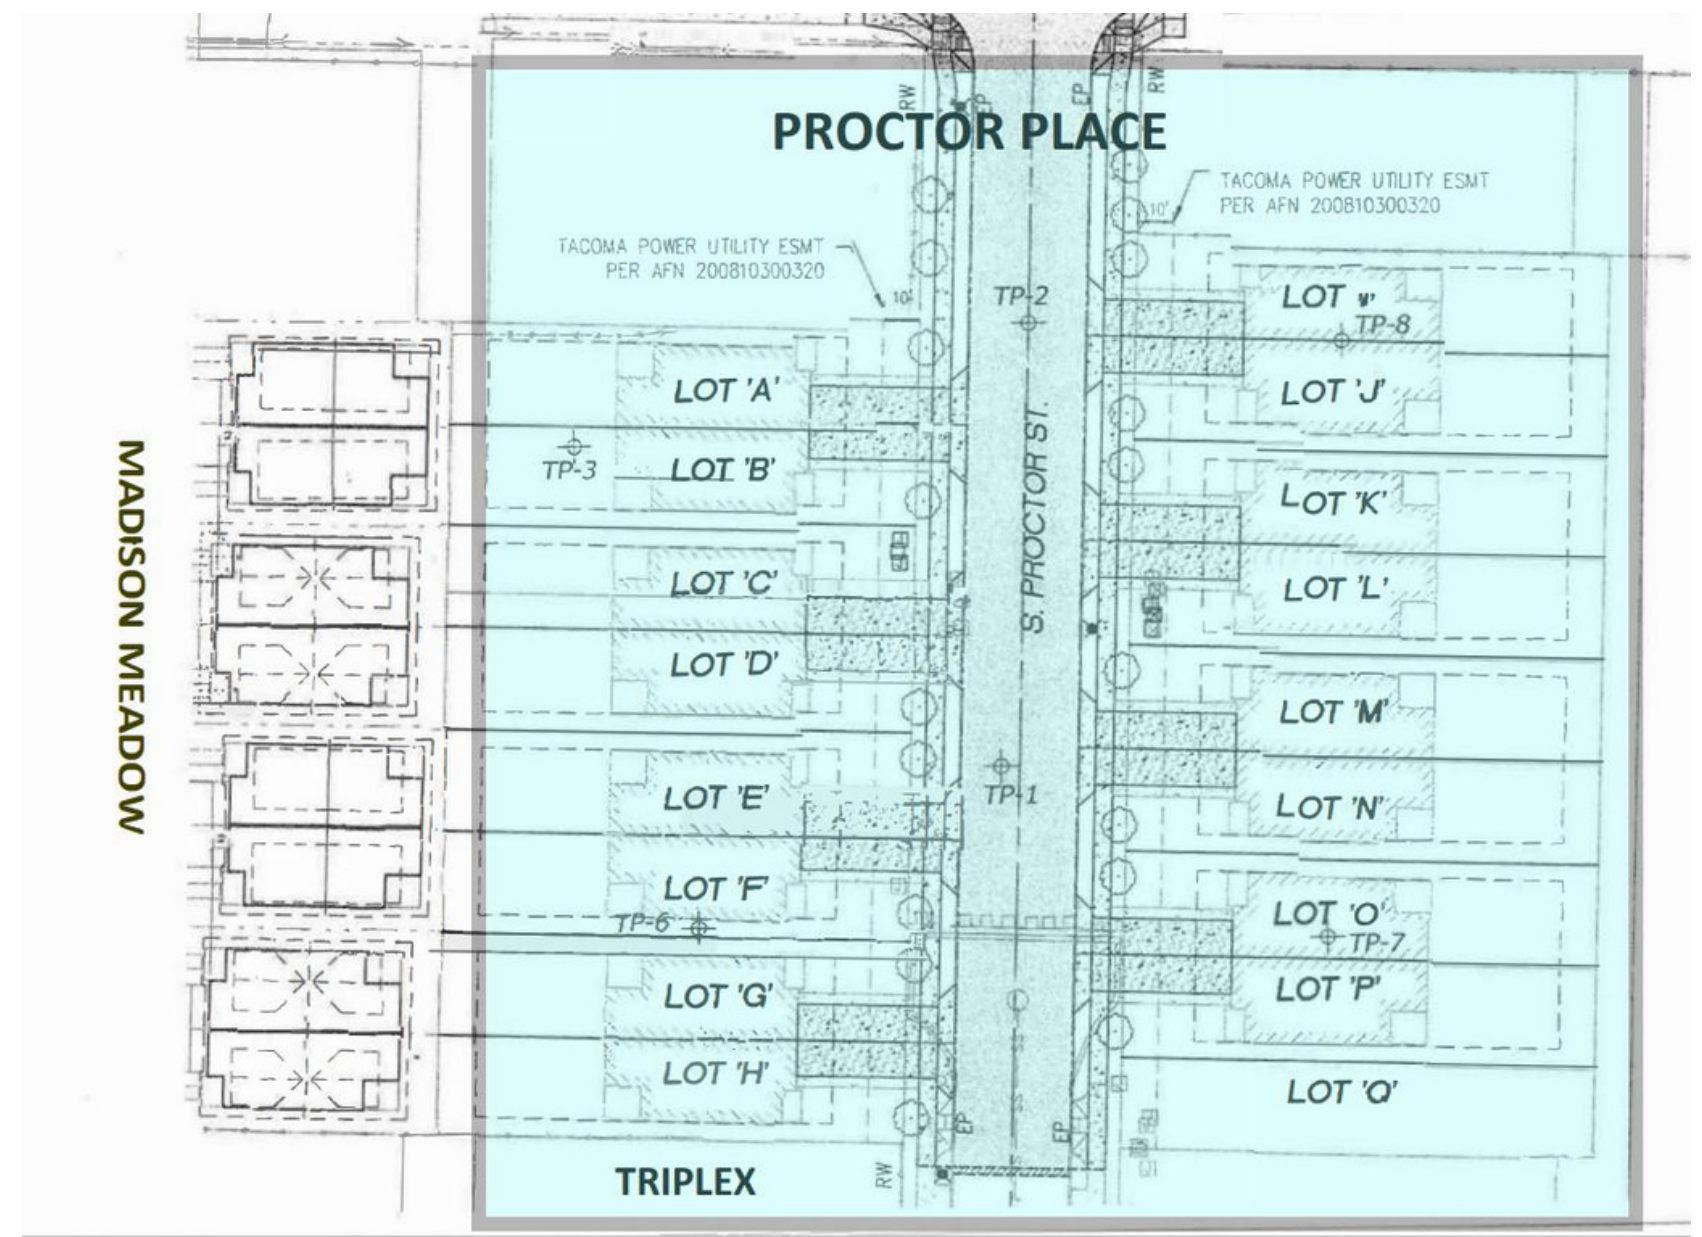 RW
EP
EP
RW
PROCTOR PLACE
TACOMA POWER UTILITY ESMT
PER AFN 200810300320
10'
TACOMA POWER UTILITY ESMT
PER AFN 200810300320
10'
TP-2
LOT
TP-8
LOT 'A'
LOT 'J'
TP-3
LOT 'B'
S. PROCTOR ST.
LOT 'K'
LOT 'C'
LOT 'L'
MADISON MEADOW
LOT 'D'
LOT 'M'
LOT 'E'
TP-1
LOT 'N'
LOT 'F'
TP-6
LOT 'O'
TP-7
LOT 'G'
LOT 'P'
SS
LOT 'H'
SS
LOT 'Q'
EP
EP
RW
TRIPLEX